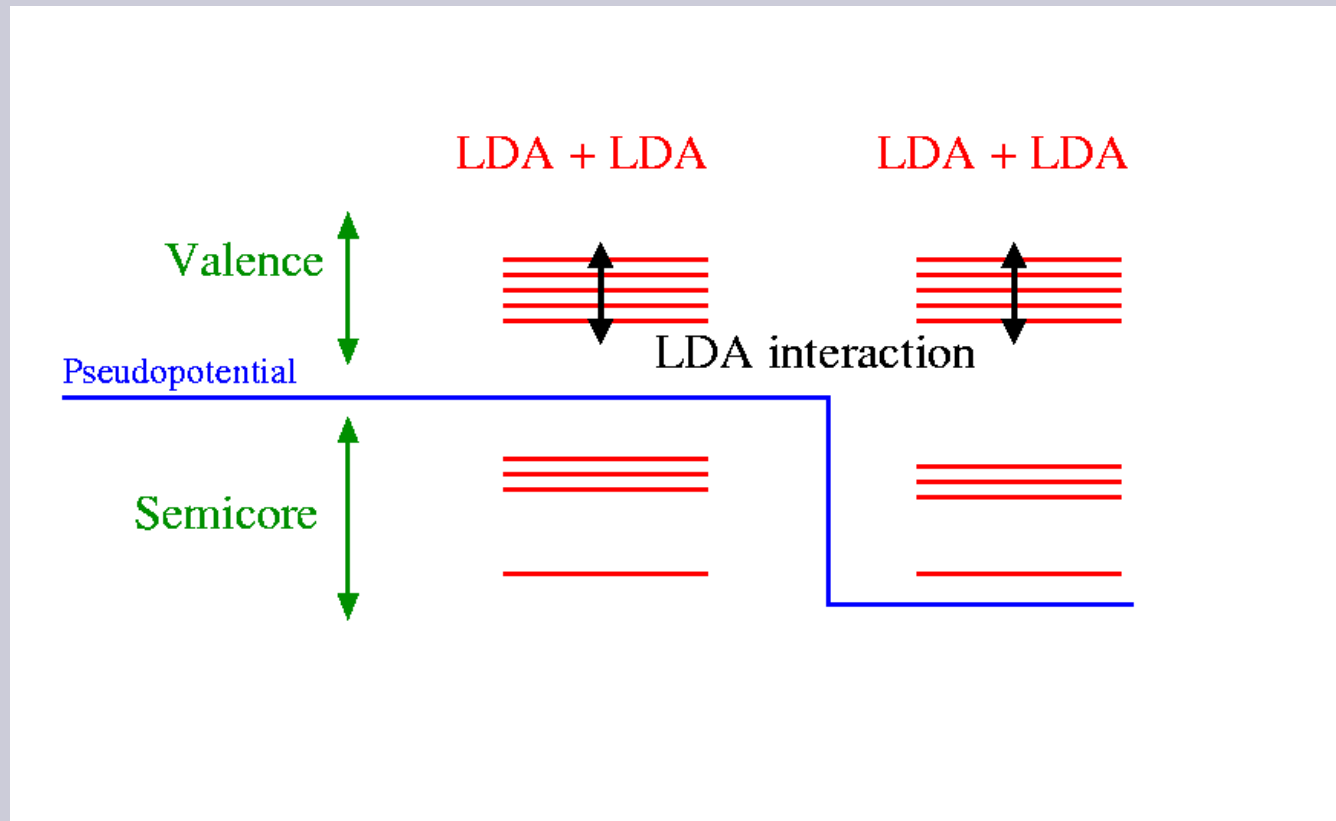 LDA + LDA
LDA + LDA
Valence
LDA interaction
Pseudopotential
Semicore